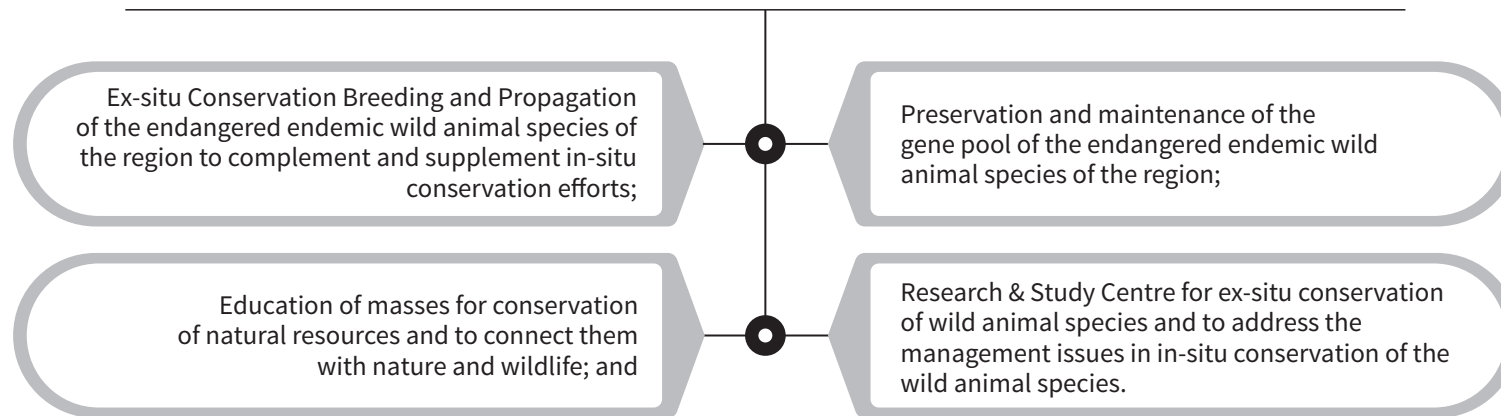 Ex-situ Conservation Breeding and Propagation
of the endangered endemic wild animal species of
the region to complement and supplement in-situ
conservation efforts;
Preservation and maintenance of the
gene pool of the endangered endemic wild
animal species of the region;
Education of masses for conservation
of natural resources and to connect them
with nature and wildlife; and
Research & Study Centre for ex-situ conservation
of wild animal species and to address the
management issues in in-situ conservation of the
wild animal species.